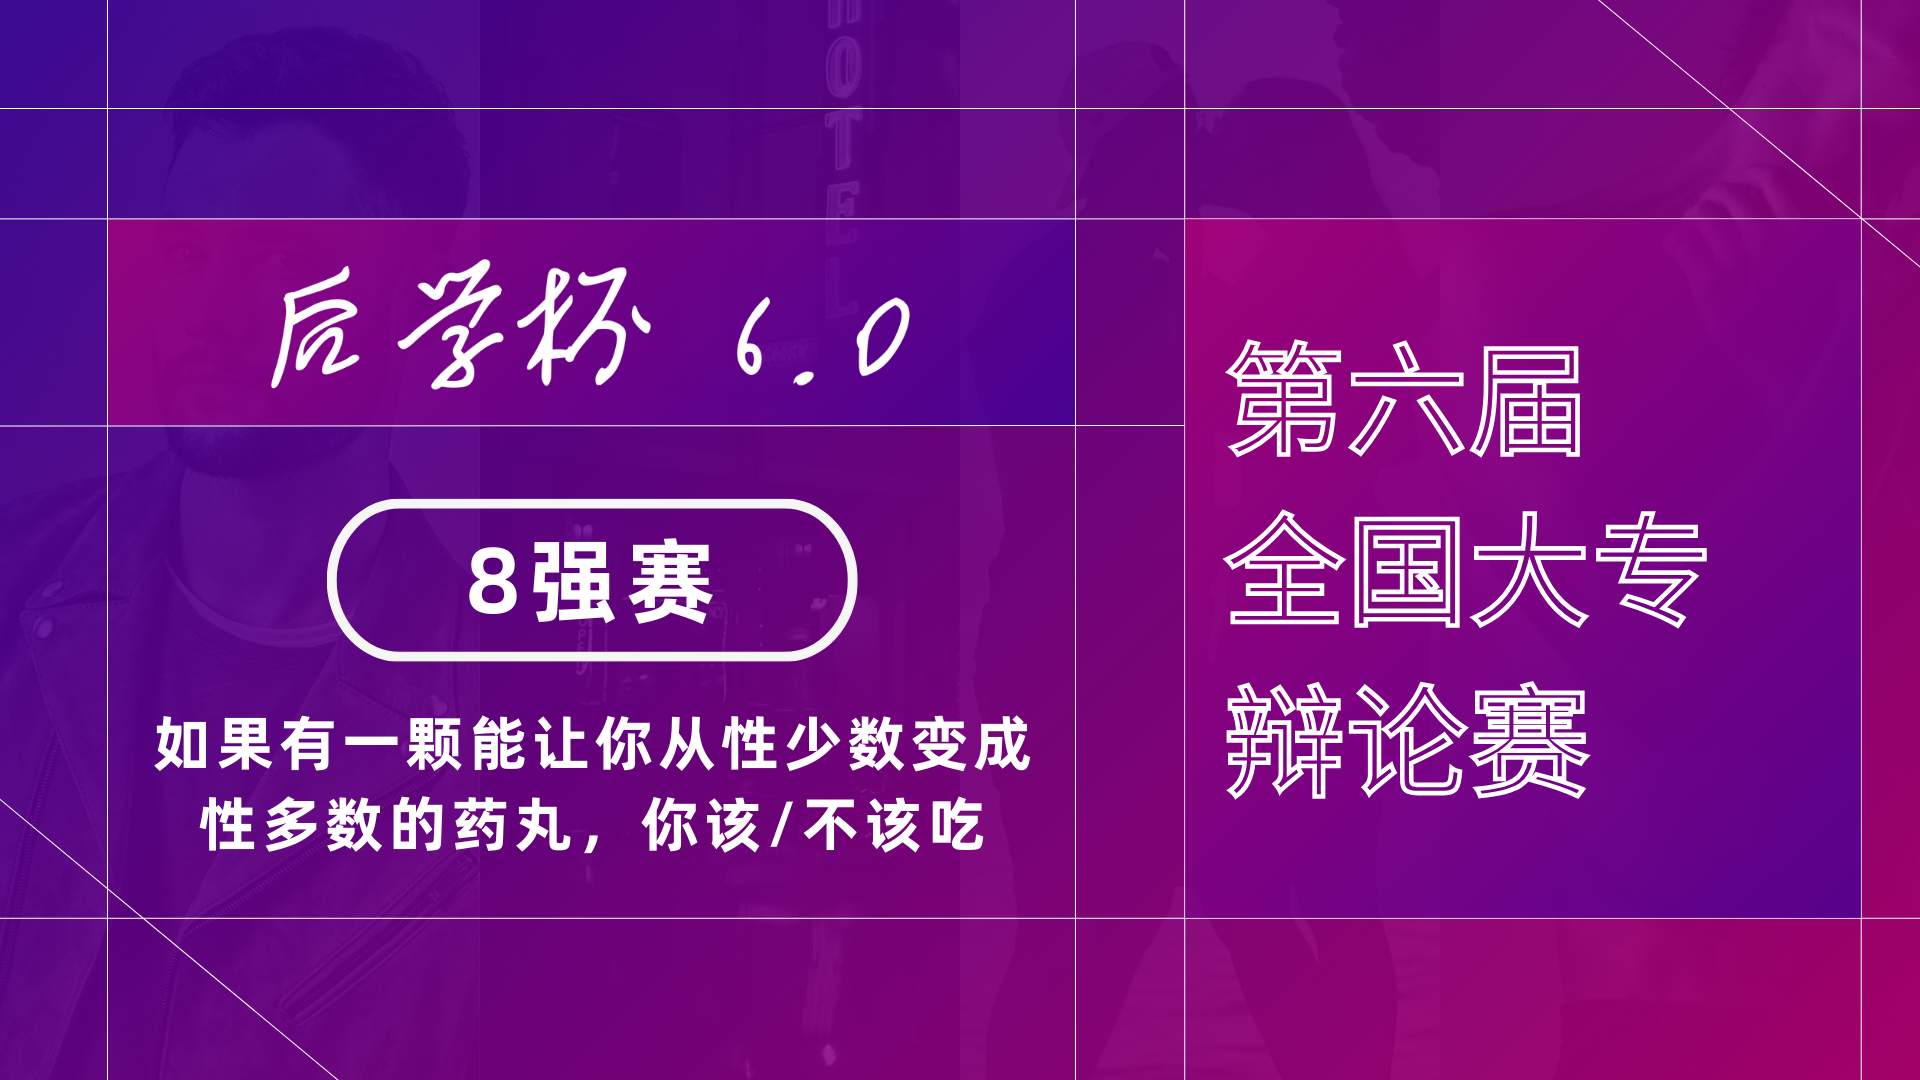 HOTEL
后学杯 6.0
8强赛
如果有一颗能让你从性少数变成
性多数的药丸，你该/不该吃
第六届
全国大专
辩论赛